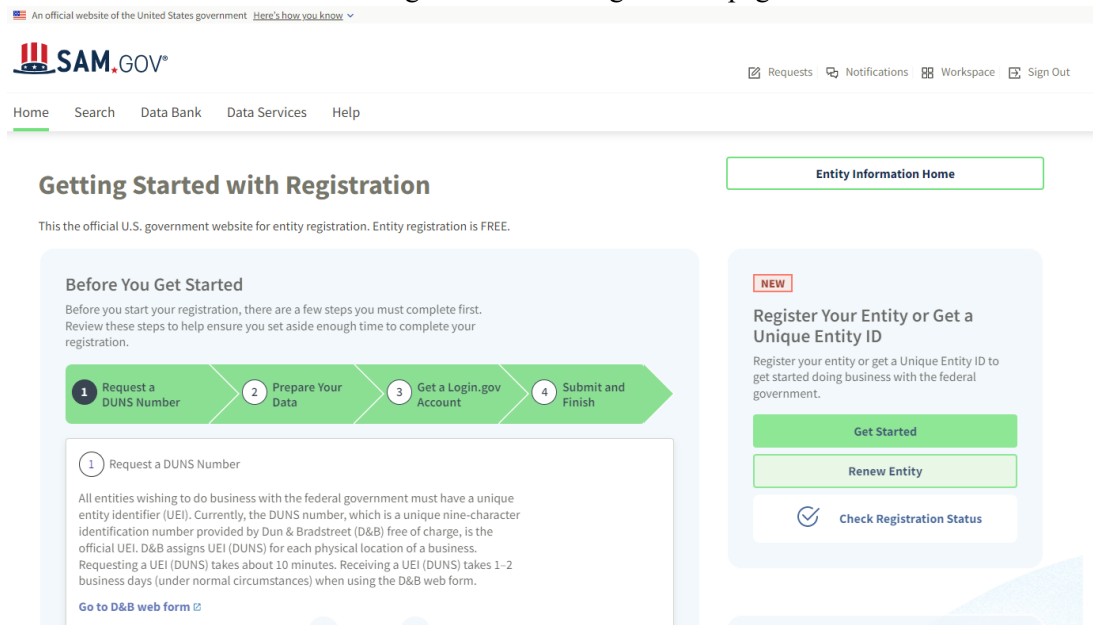 An official website of the United States government Here's how you know
SAM.GOV®
Requests Notifications Workspace Sign Out
Home Search Data Bank Data Services Help
Getting Started with Registration
Entity Information Home
This the official U.S. government website for entity registration. Entity registration is FREE.
Before You Get Started
Before you start your registration, there are a few steps you must complete first.
Review these steps to help ensure you set aside enough time to complete your
registration.
1 Request a
DUNS Number
2 Prepare Your
Data
3 Get a Login.gov
Account
4 Submit and
Finish
1 Request a DUNS Number
All entities wishing to do business with the federal government must have a unique
entity identifier (UEI). Currently, the DUNS number, which is a unique nine-character
identification number provided by Dun & Bradstreet (D&B) free of charge, is the
official UEI. D&B assigns UEI (DUNS) for each physical location of a business.
Requesting a UEI (DUNS) takes about 10 minutes. Receiving a UEI (DUNS) takes 1–2
business days (under normal circumstances) when using the D&B web form.
Go to D&B web form
NEW
Register Your Entity or Get a
Unique Entity ID
Register your entity or get a Unique Entity ID to
get started doing business with the federal
government.
Get Started
Renew Entity
Check Registration Status